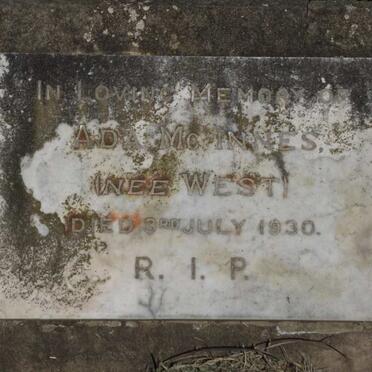 In Loving Memory of
Ada McInnes,
(nee West)
Died 3rd July 1930.
R. I. P.